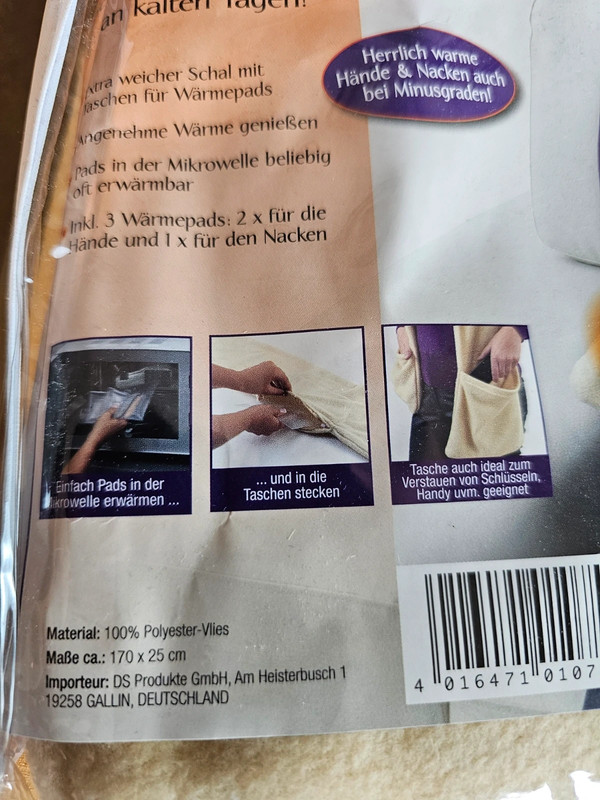 an kalten Tagen!
Herrlich warme
Hände & Nacken auch
bei Minusgraden!
Extra weicher Schal mit
Taschen für Wärmepads
Angenehme Wärme genießen
Pads in der Mikrowelle beliebig
oft erwärmbar
Inkl. 3 Wärmepads: 2 x für die
Hände und 1 x für den Nacken
Einfach Pads in der
Mikrowelle erwärmen ...
... und in die
Taschen stecken
Tasche auch ideal zum
Verstauen von Schlüsseln,
Handy uvm. geeignet
Material: 100% Polyester-Vlies
Maße ca.: 170 x 25 cm
Importeur: DS Produkte GmbH, Am Heisterbusch 1
19258 GALLIN, DEUTSCHLAND
4 016471 0107